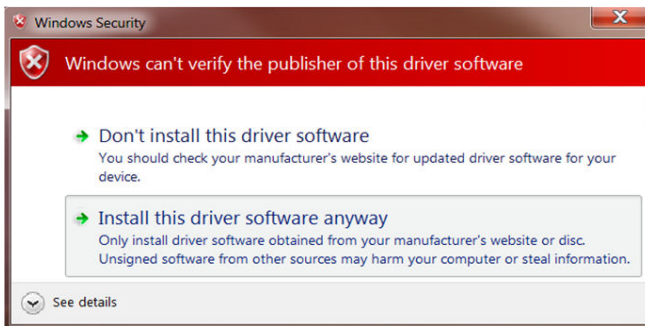 Windows Security
Windows can't verify the publisher of this driver software
Don't install this driver software
You should check your manufacturer's website for updated driver software for your
device.
Install this driver software anyway
Only install driver software obtained from your manufacturer's website or disc.
Unsigned software from other sources may harm your computer or steal information.
See details